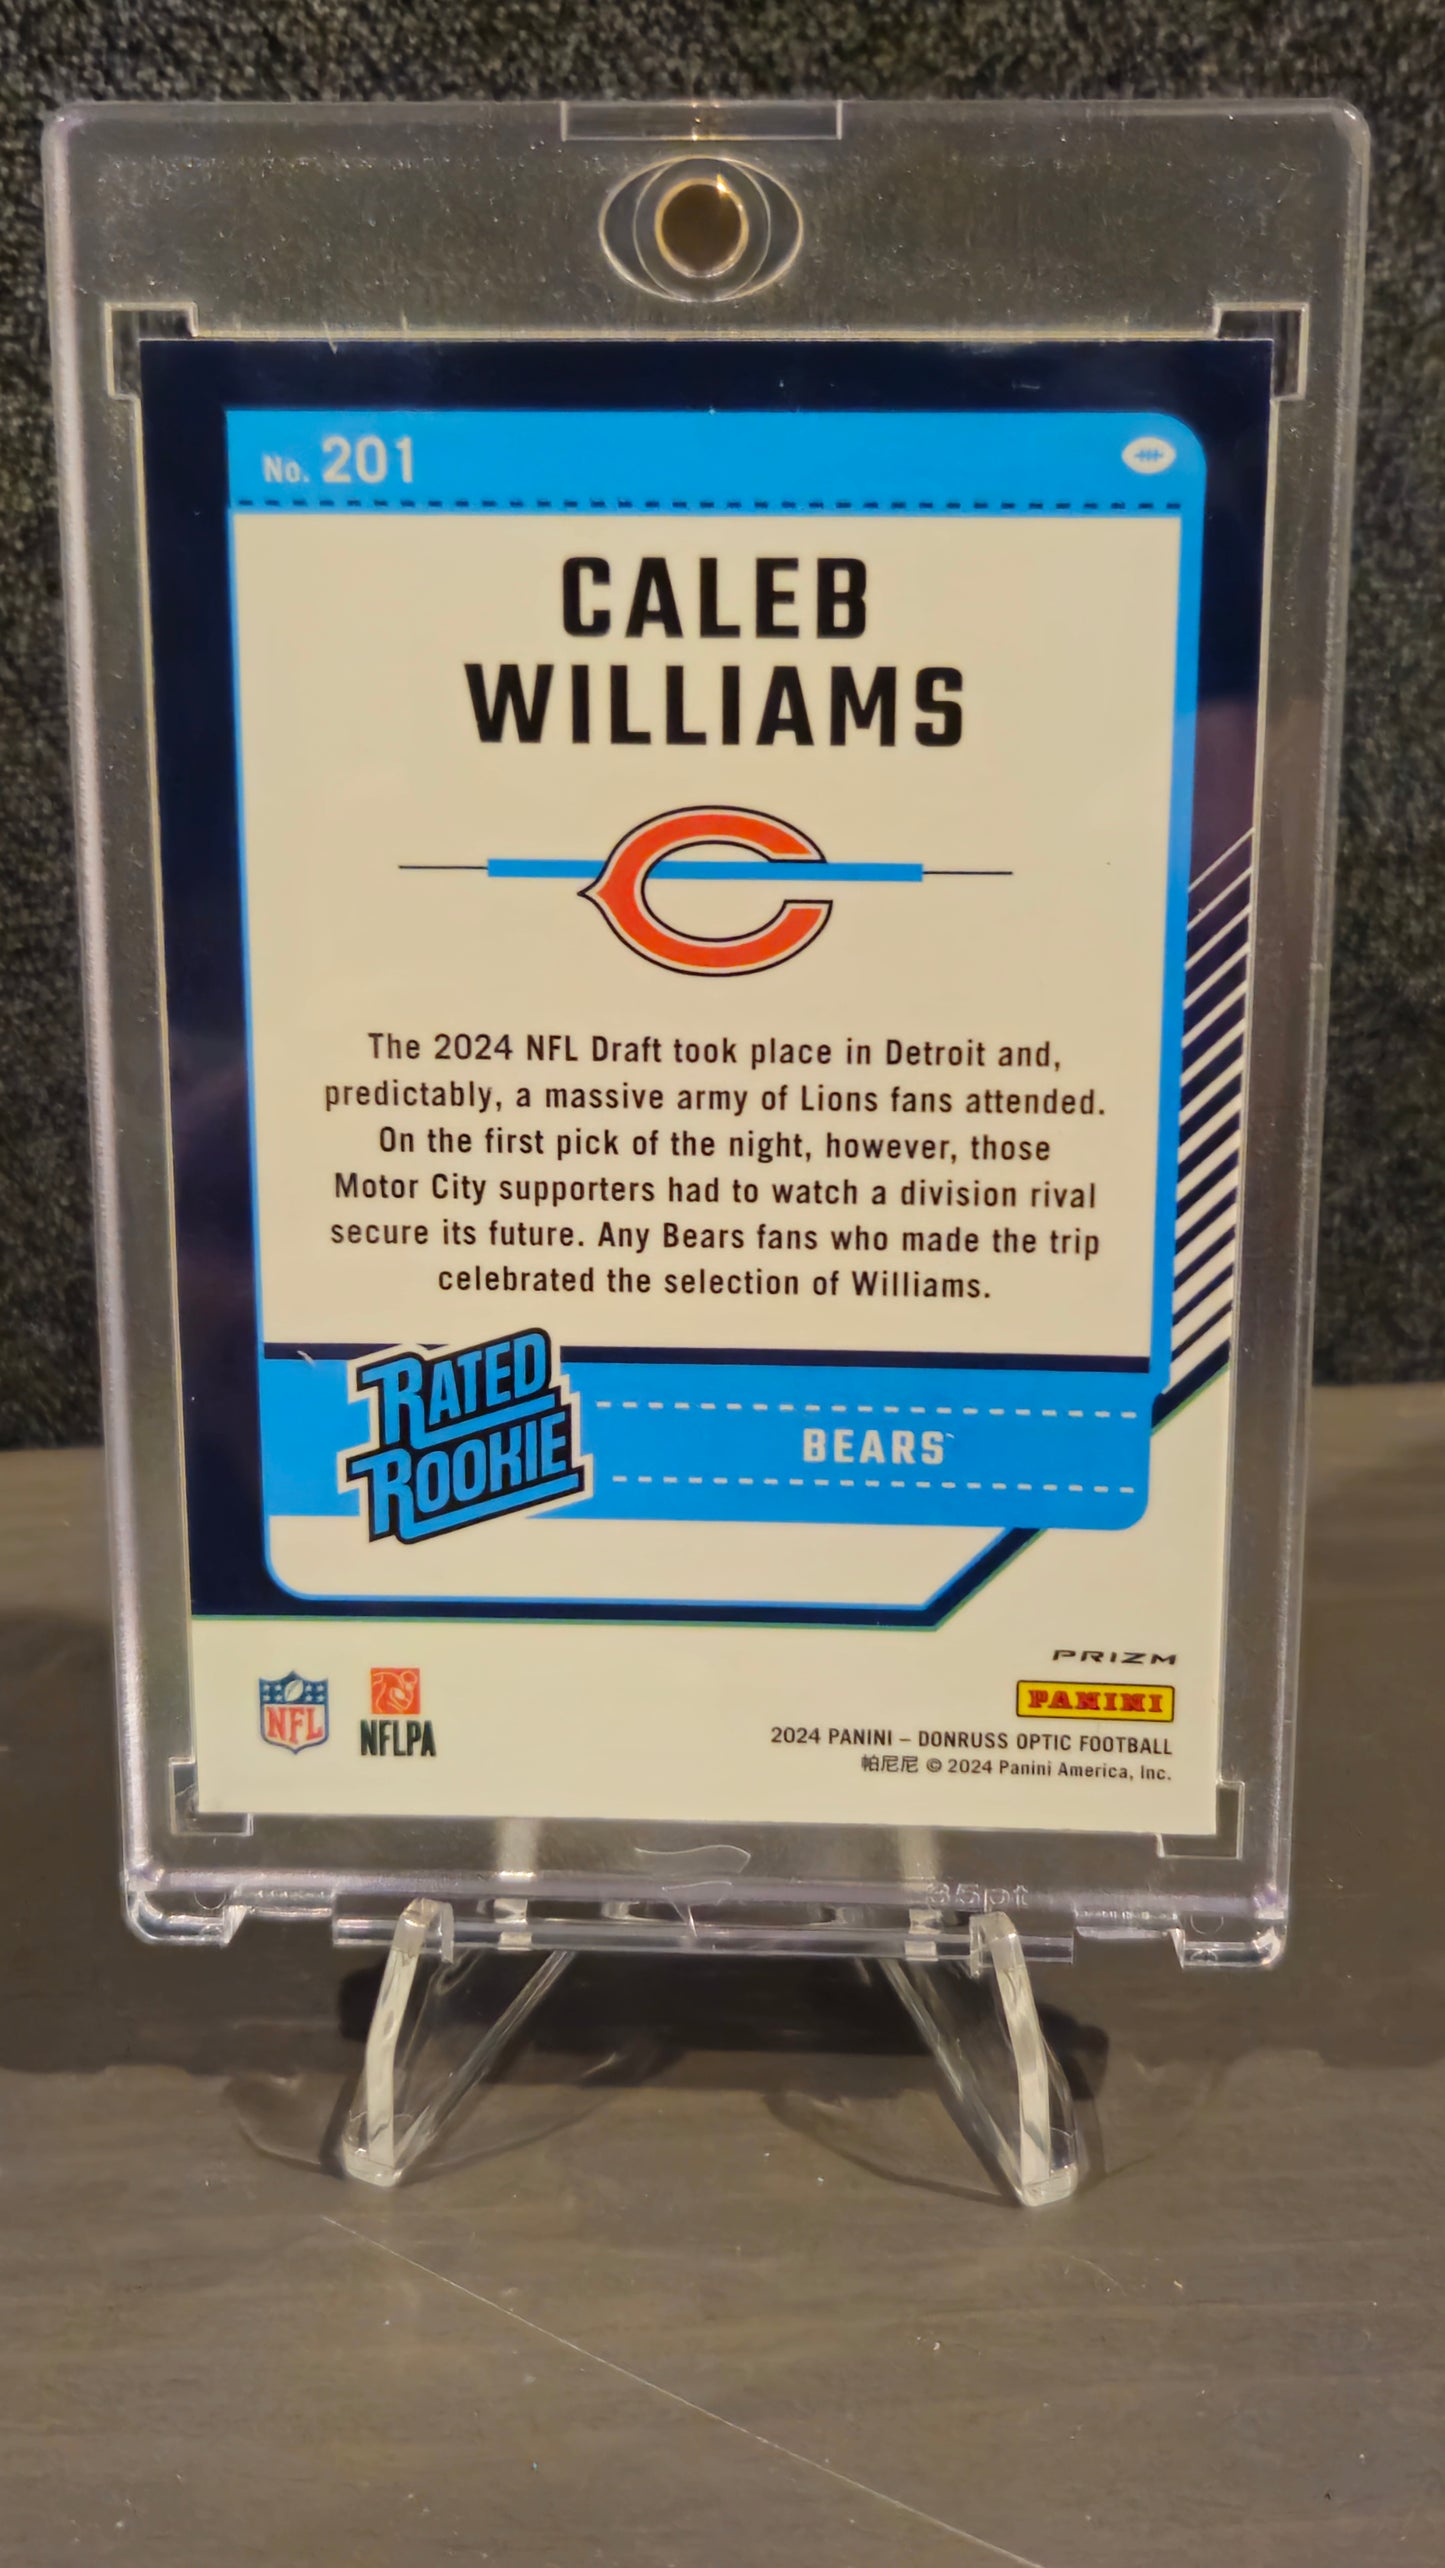 No. 201
CALEB
WILLIAMS
The 2024 NFL Draft took place in Detroit and,
predictably, a massive army of Lions fans attended.
On the first pick of the night, however, those
Motor City supporters had to watch a division rival
secure its future. Any Bears fans who made the trip
celebrated the selection of Williams.
RATED
ROOKIE
BEARS
PRIZM
PANINI
NFL
NFLPA
2024 PANINI – DONRUSS OPTIC FOOTBALL
帕尼尼 © 2024 Panini America, Inc.
35pt